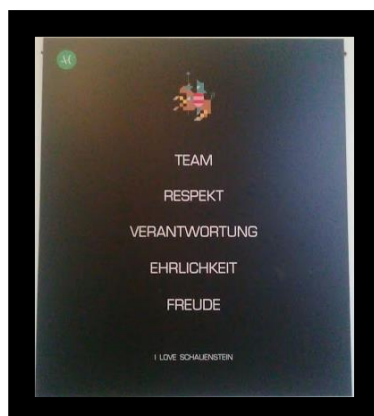 TEAM
RESPEKT
VERANTWORTUNG
EHRLICHKEIT
FREUDE
I LOVE SCHAUENSTEIN